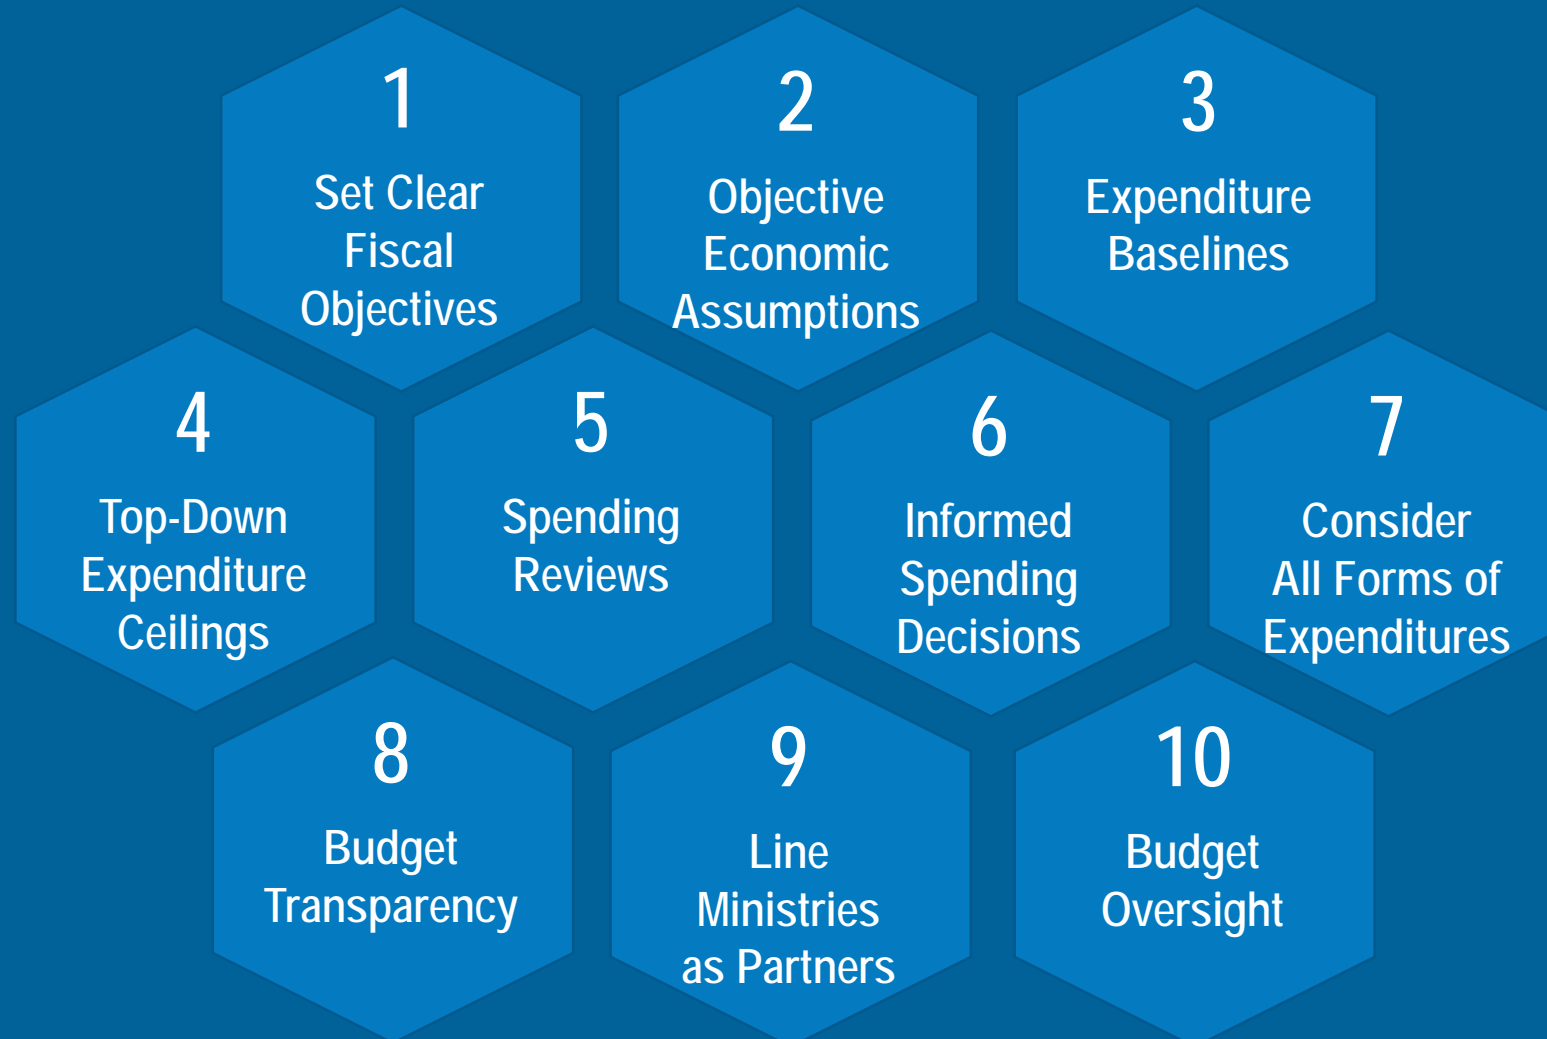 1
Set Clear
Fiscal
Objectives
2
Objective
Economic
Assumptions
3
Expenditure
Baselines
4
Top-Down
Expenditure
Ceilings
5
Spending
Reviews
6
Informed
Spending
Decisions
7
Consider
All Forms of
Expenditures
8
Budget
Transparency
9
Line
Ministries
as Partners
10
Budget
Oversight